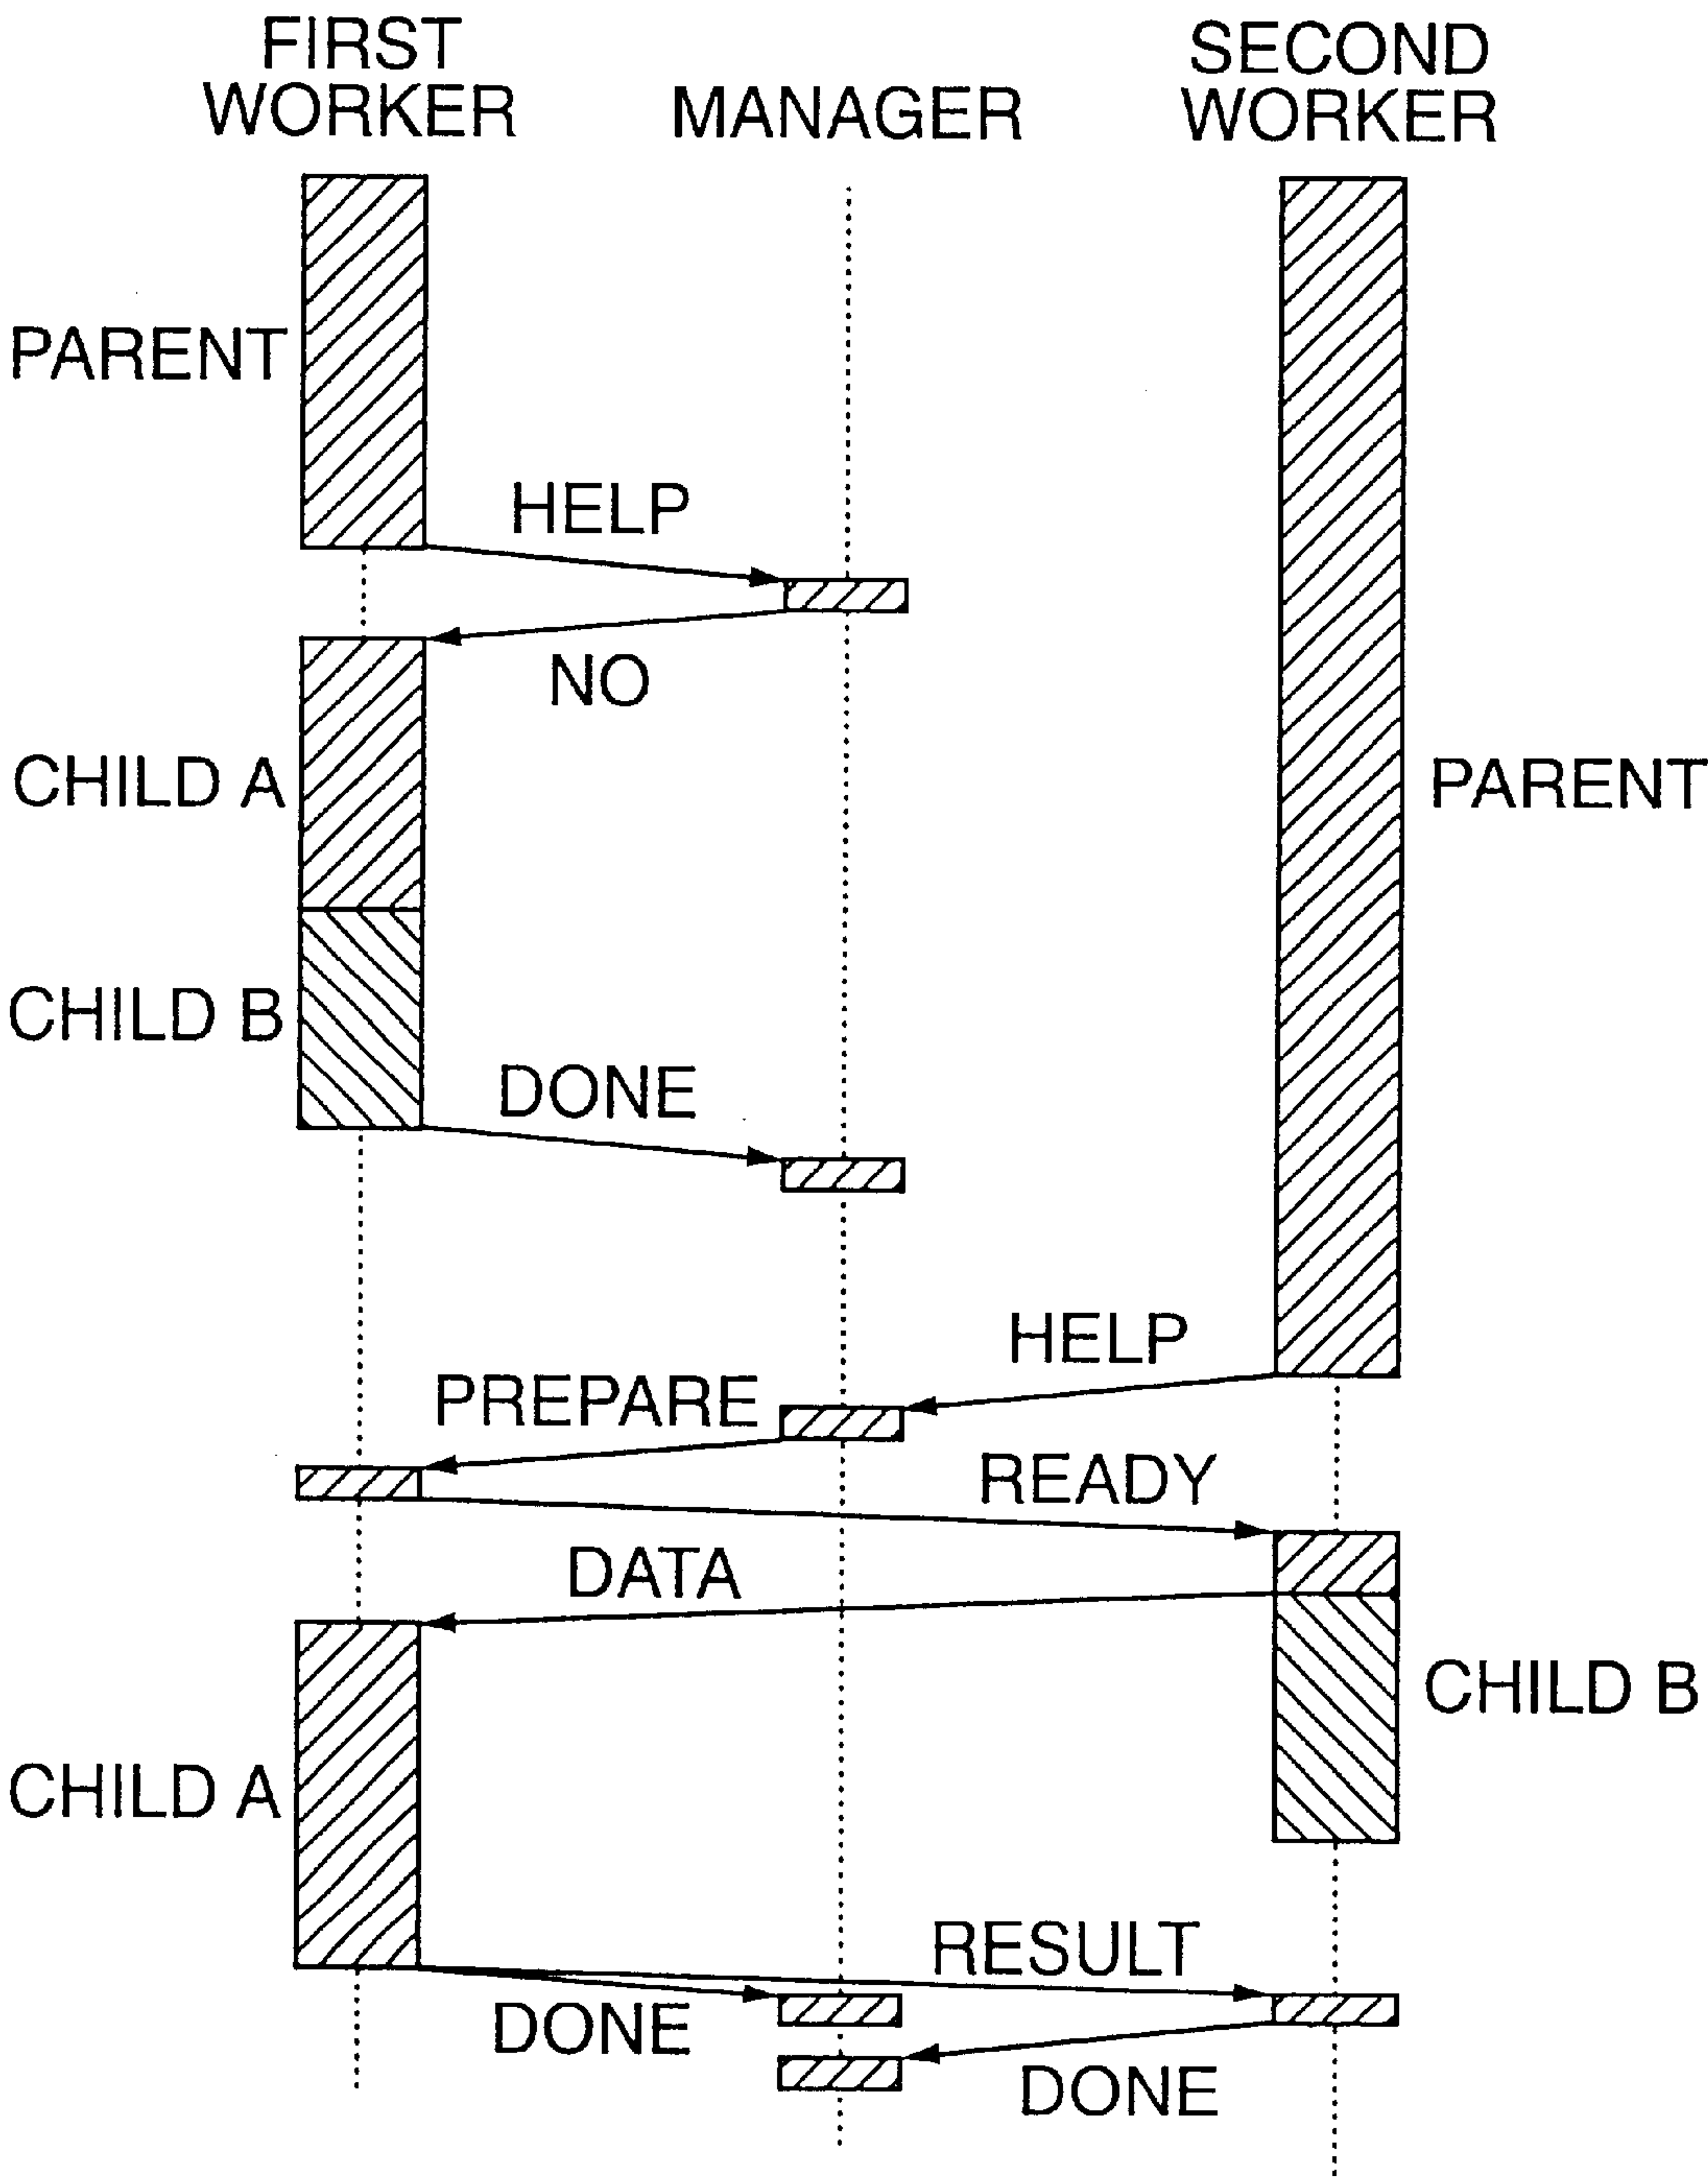 FIRST
WORKER
MANAGER
SECOND
WORKER
PARENT
HELP
NO
CHILD A
PARENT
CHILD B
DONE
HELP
PREPARE
READY
DATA
CHILD B
CHILD A
RESULT
DONE
DONE